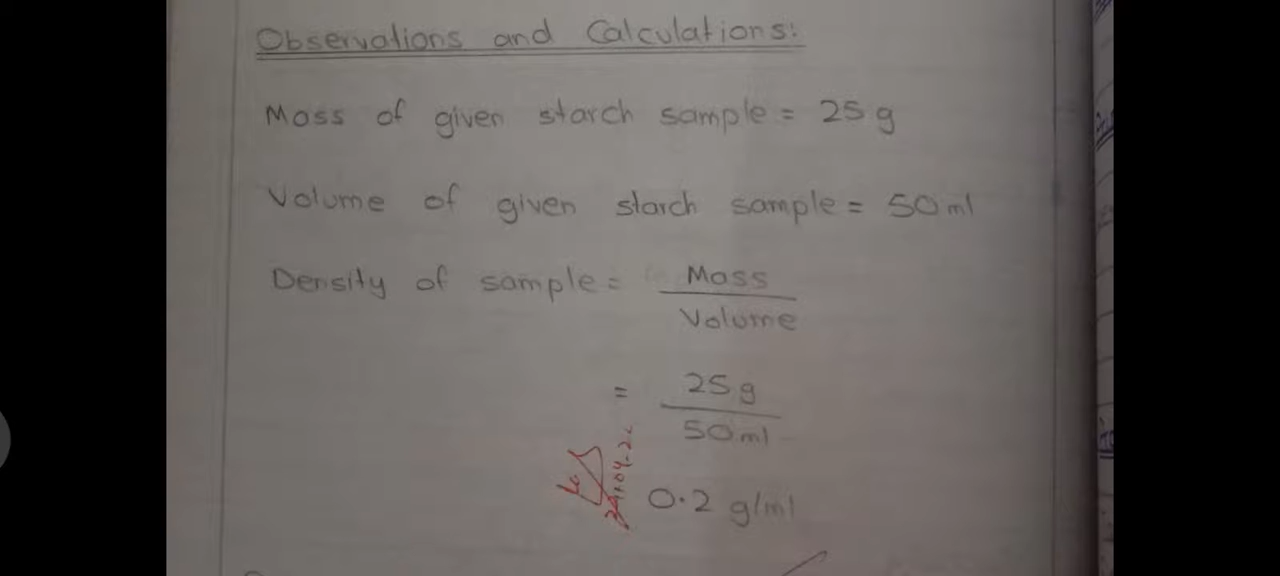 Observations and Calculations:
Mass of given starch sample = 25 g
Volume of given starch sample = 50 ml
Density of sample = Mass
Volume
= 25 g
50 ml
0.2 g/ml